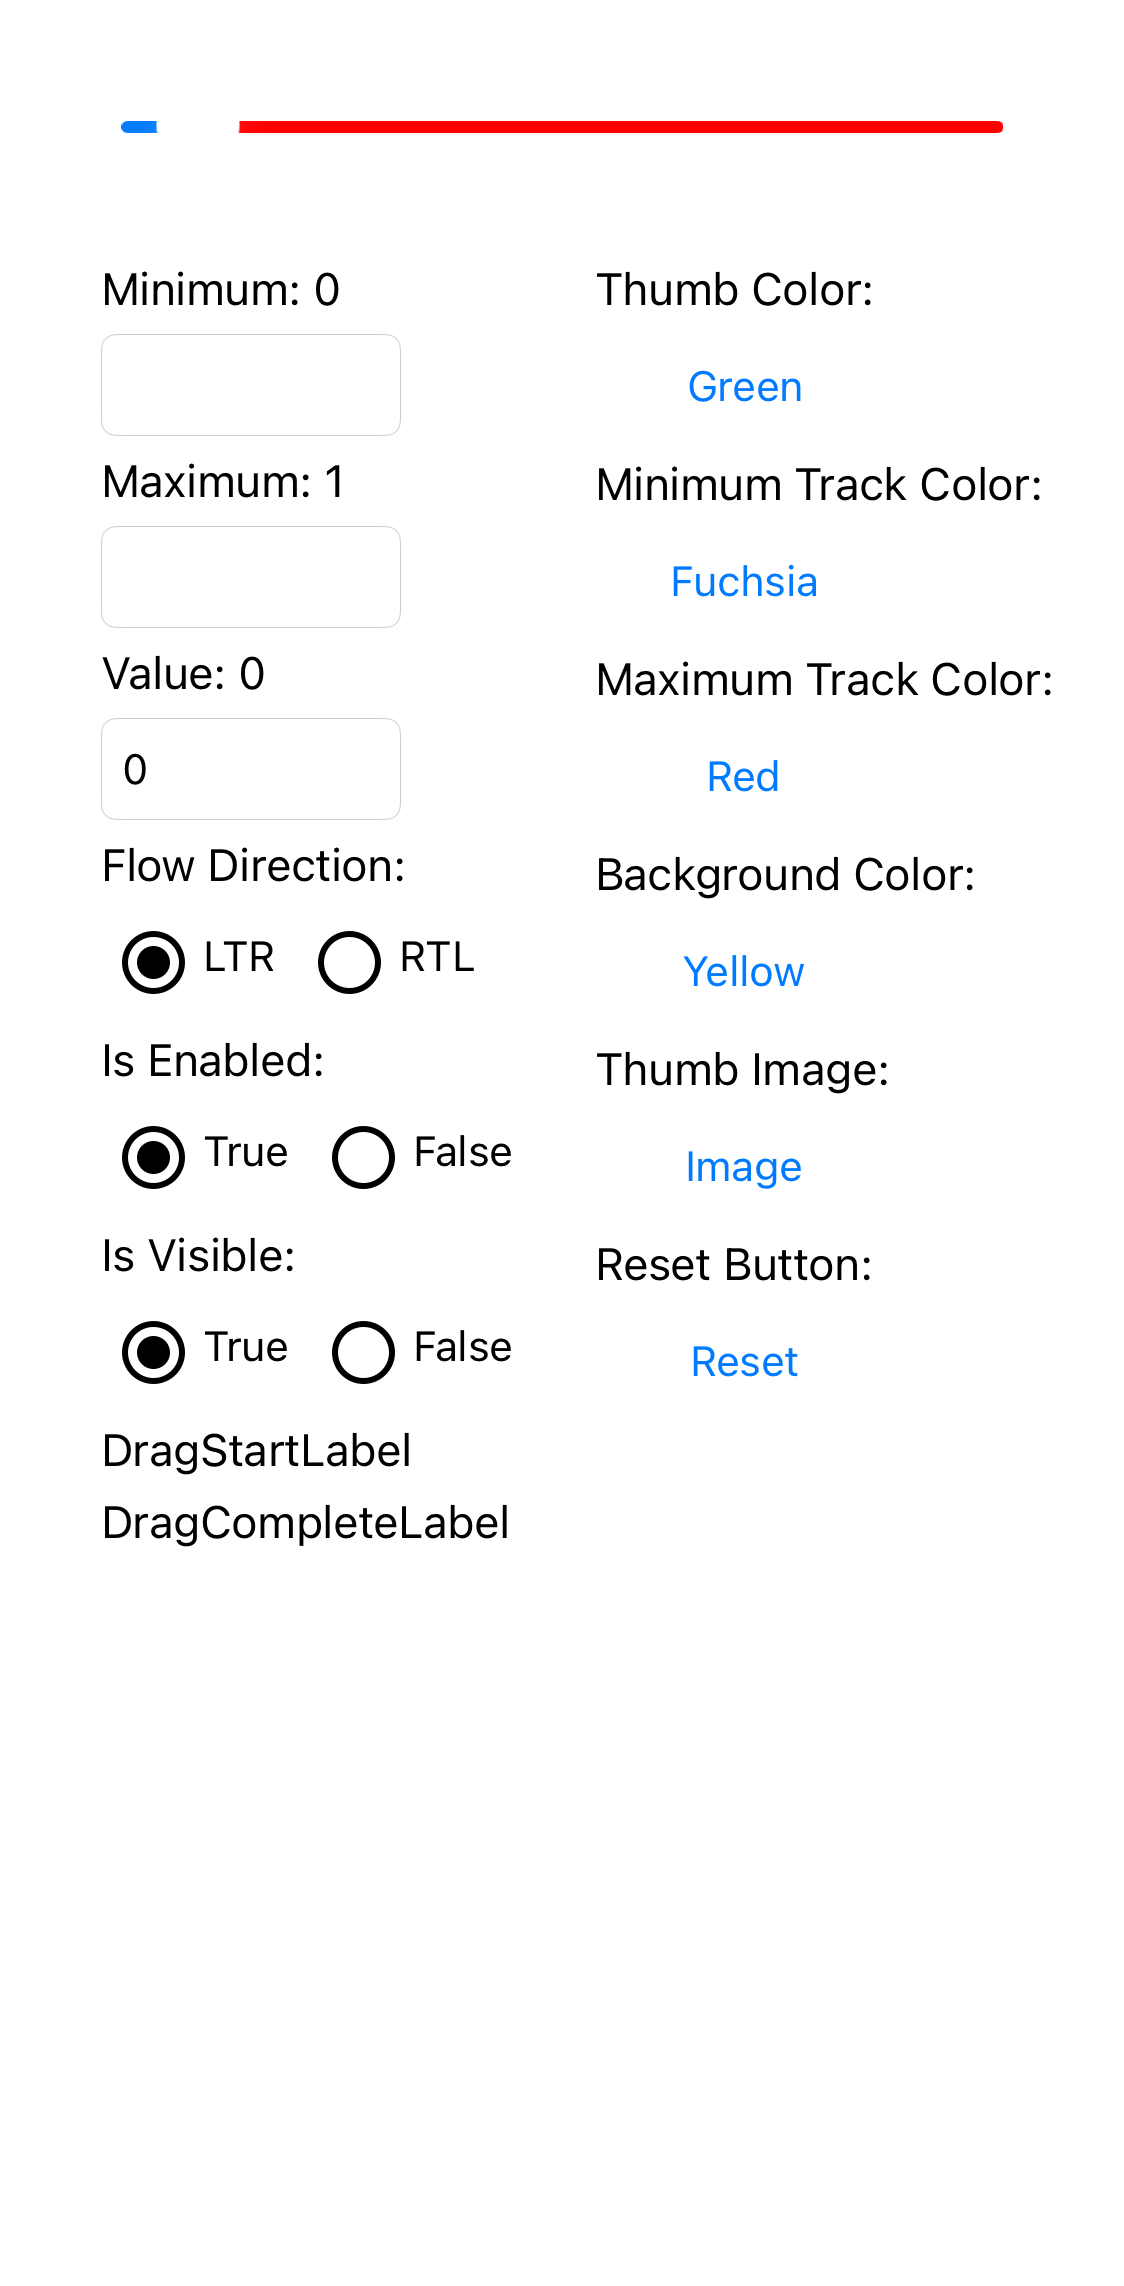 Minimum: 0
Maximum: 1
Value: 0
0
Flow Direction:
LTR RTL
Is Enabled:
True False
Is Visible:
True False
DragStartLabel
DragCompleteLabel
Thumb Color:
Green
Minimum Track Color:
Fuchsia
Maximum Track Color:
Red
Background Color:
Yellow
Thumb Image:
Image
Reset Button:
Reset